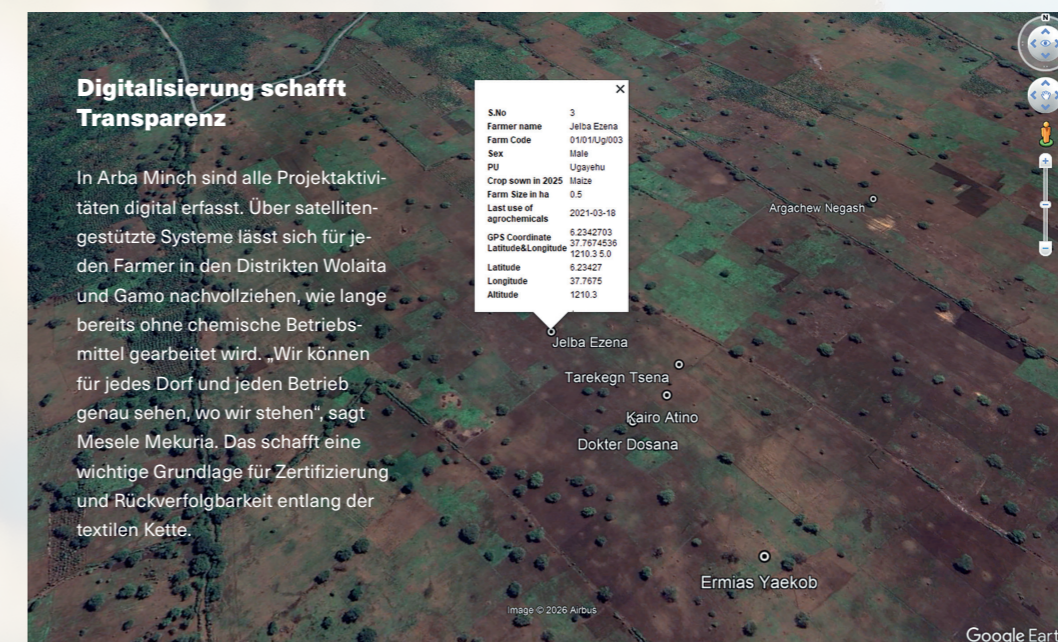 Digitalisierung schafft
Transparenz
In Arba Minch sind alle Projektaktivi-
täten digital erfasst. Über satelliten-
gestützte Systeme lässt sich für je-
den Farmer in den Distrikten Wolaita
und Gamo nachvollziehen, wie lange
bereits ohne chemische Betriebs-
mittel gearbeitet wird. „Wir können
für jedes Dorf und jeden Betrieb
genau sehen, wo wir stehen“, sagt
Mesele Mekuria. Das schafft eine
wichtige Grundlage für Zertifizierung
und Rückverfolgbarkeit entlang der
textilen Kette.
S.No 3
Farmer name Jelba Ezena
Farm Code 01/01/Ug/003
Sex Male
PU Ugayehu
Crop sown in 2025 Maize
Farm Size in ha 0.5
Last use of
agrochemicals 2021-03-18
GPS Coordinate 6.2342703
Latitude&Longitude 37.7674536
1210.3 5.0
Latitude 6.23427
Longitude 37.7675
Altitude 1210.3
N
Argachew Negash
Jelba Ezena
Tarekegn Tsena
Kairo Atino
Dokter Dosana
Ermias Yaekob
Image © 2026 Airbus
Google Eart